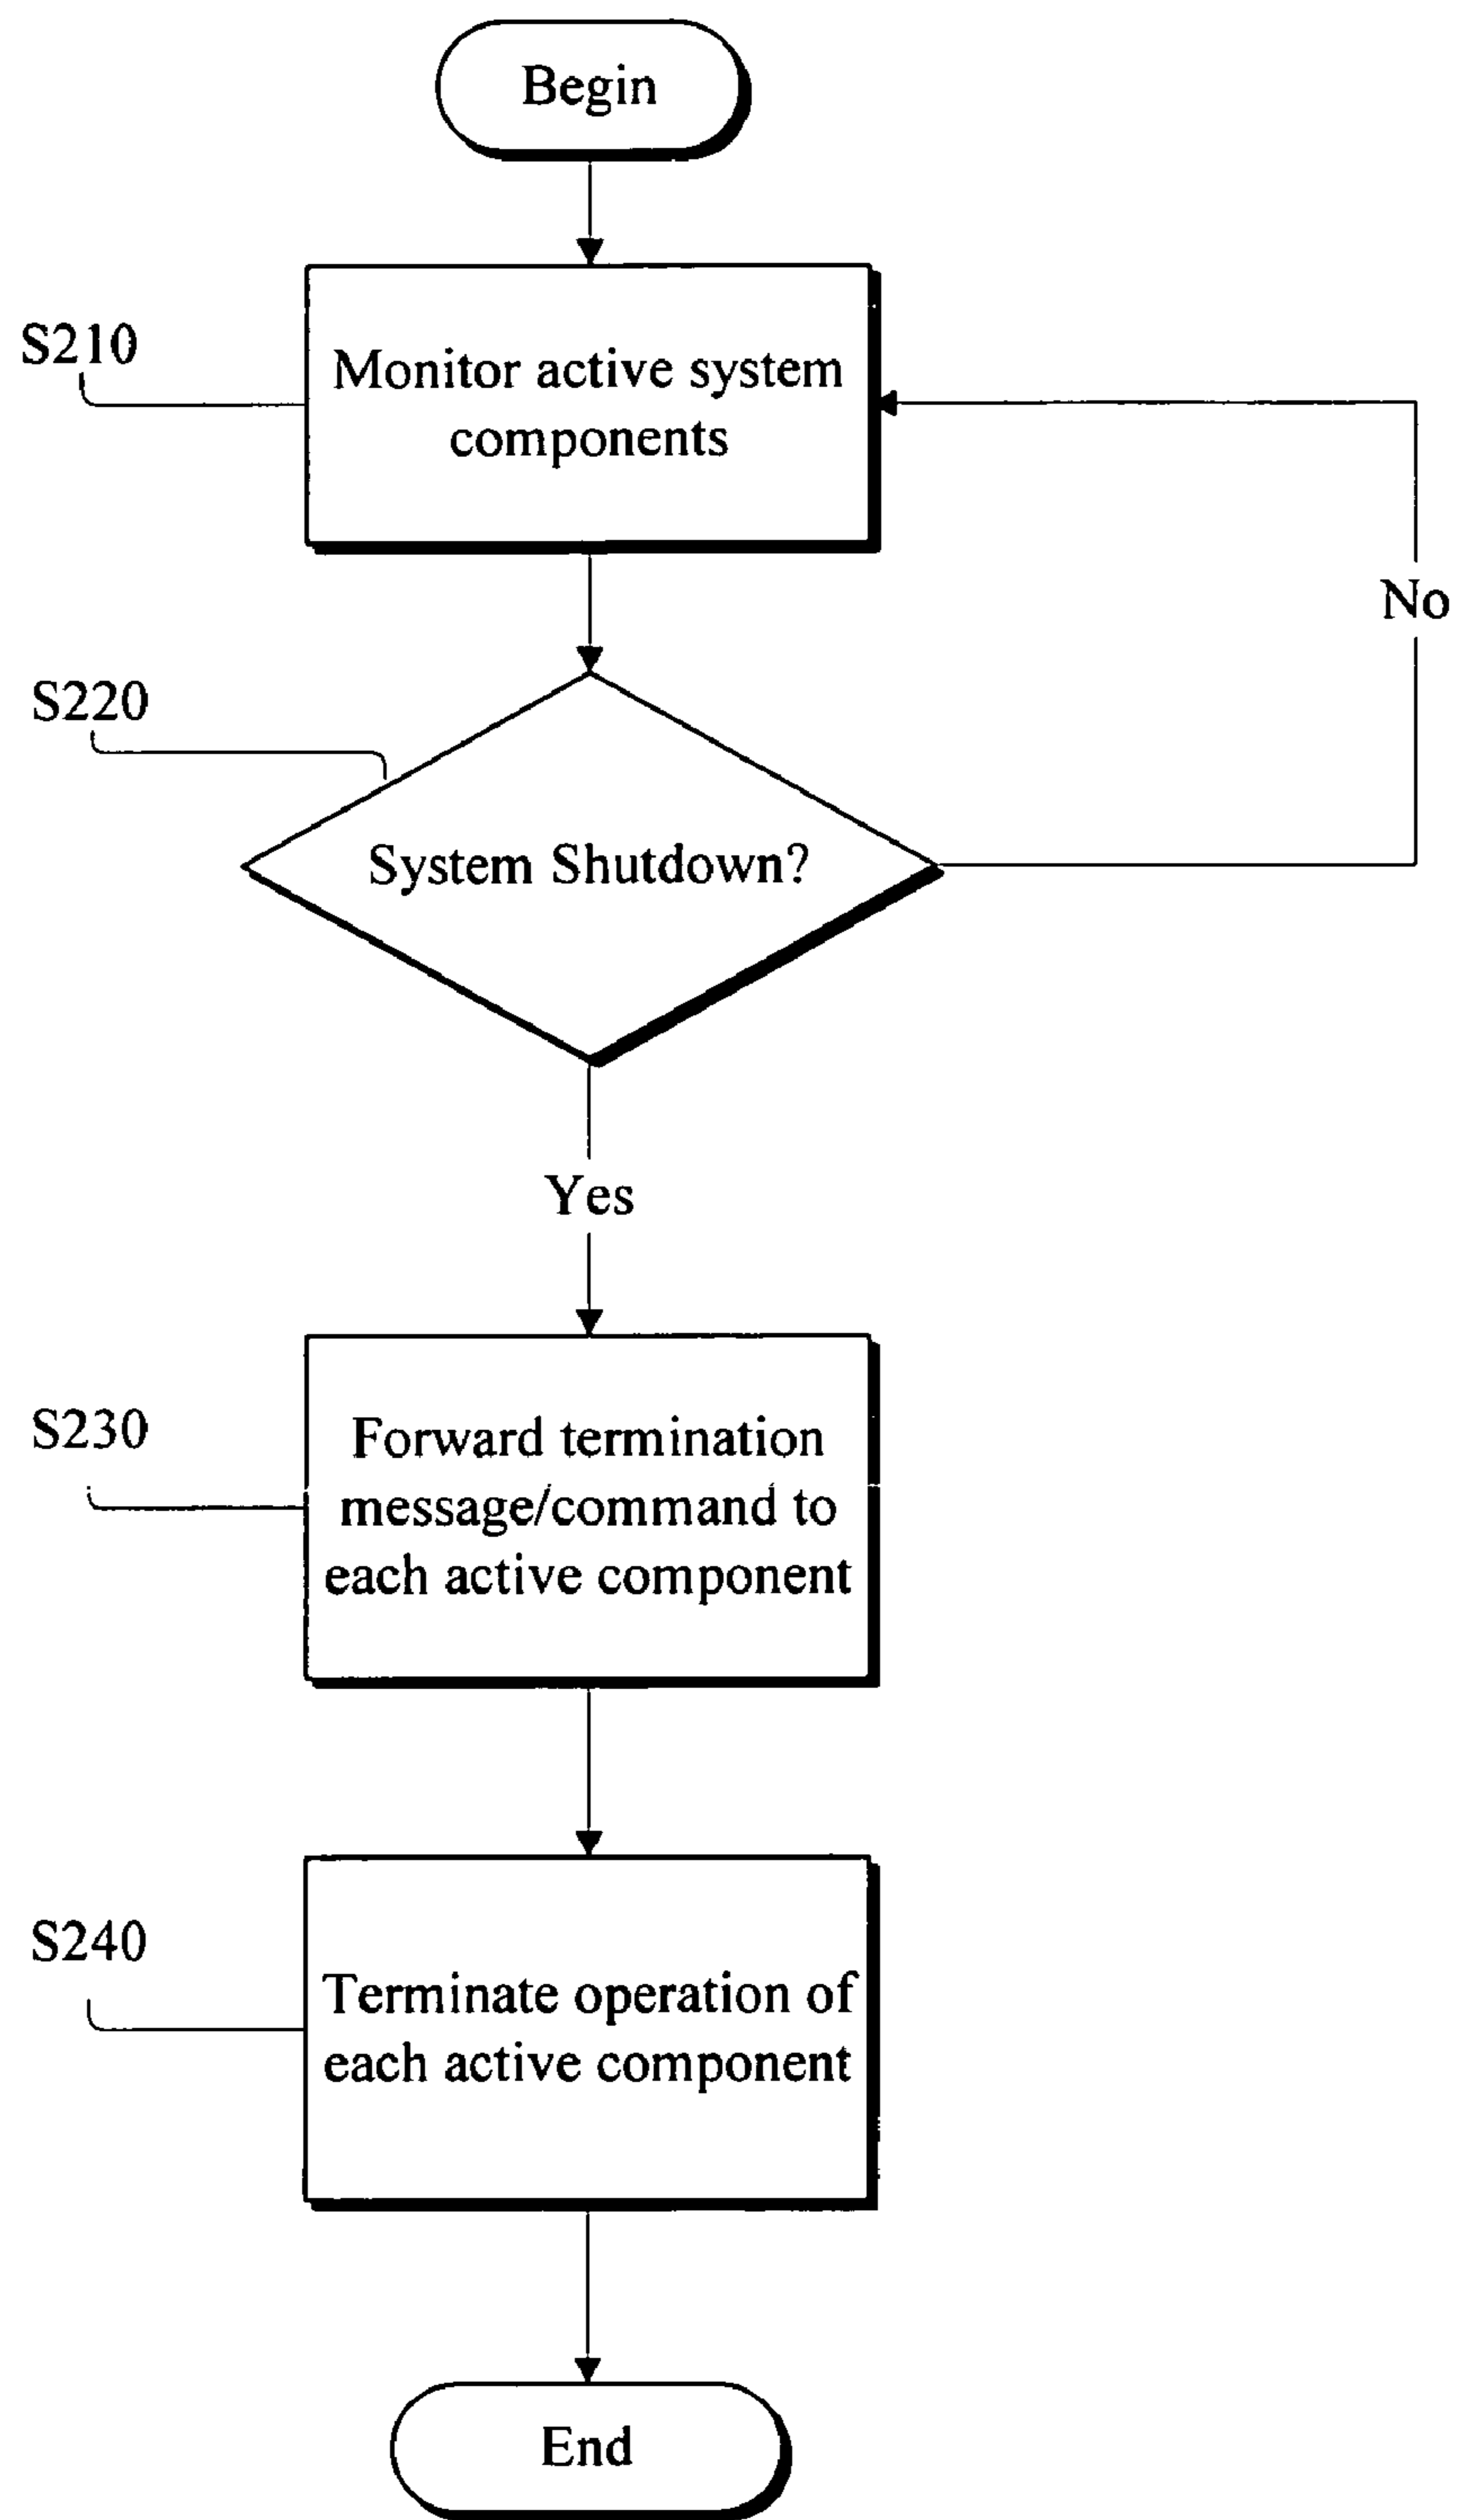 Begin
S210
Monitor active system
components
No
S220
System Shutdown?
Yes
S230
Forward termination
message/command to
each active component
S240
Terminate operation of
each active component
End